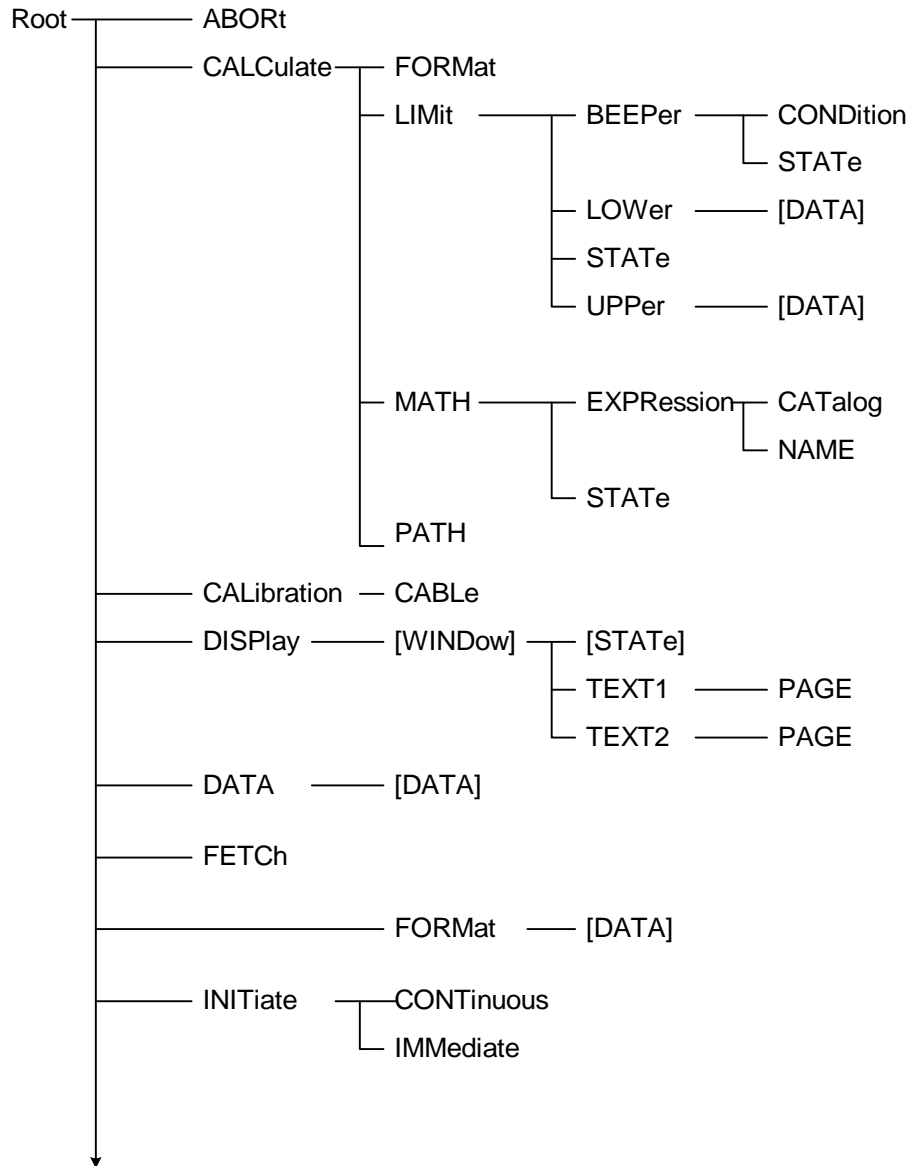 Root ABORt
CALCulate FORMat
LIMit BEEPer CONDition
STATe
LOWer [DATA]
STATe
UPPer [DATA]
MATH EXPRession CATalog
NAME
STATe
PATH
CALibration CABLe
DISPlay [WINDow] [STATe]
TEXT1 PAGE
TEXT2 PAGE
DATA [DATA]
FETCh
FORMat [DATA]
INITiate CONTinuous
IMMediate